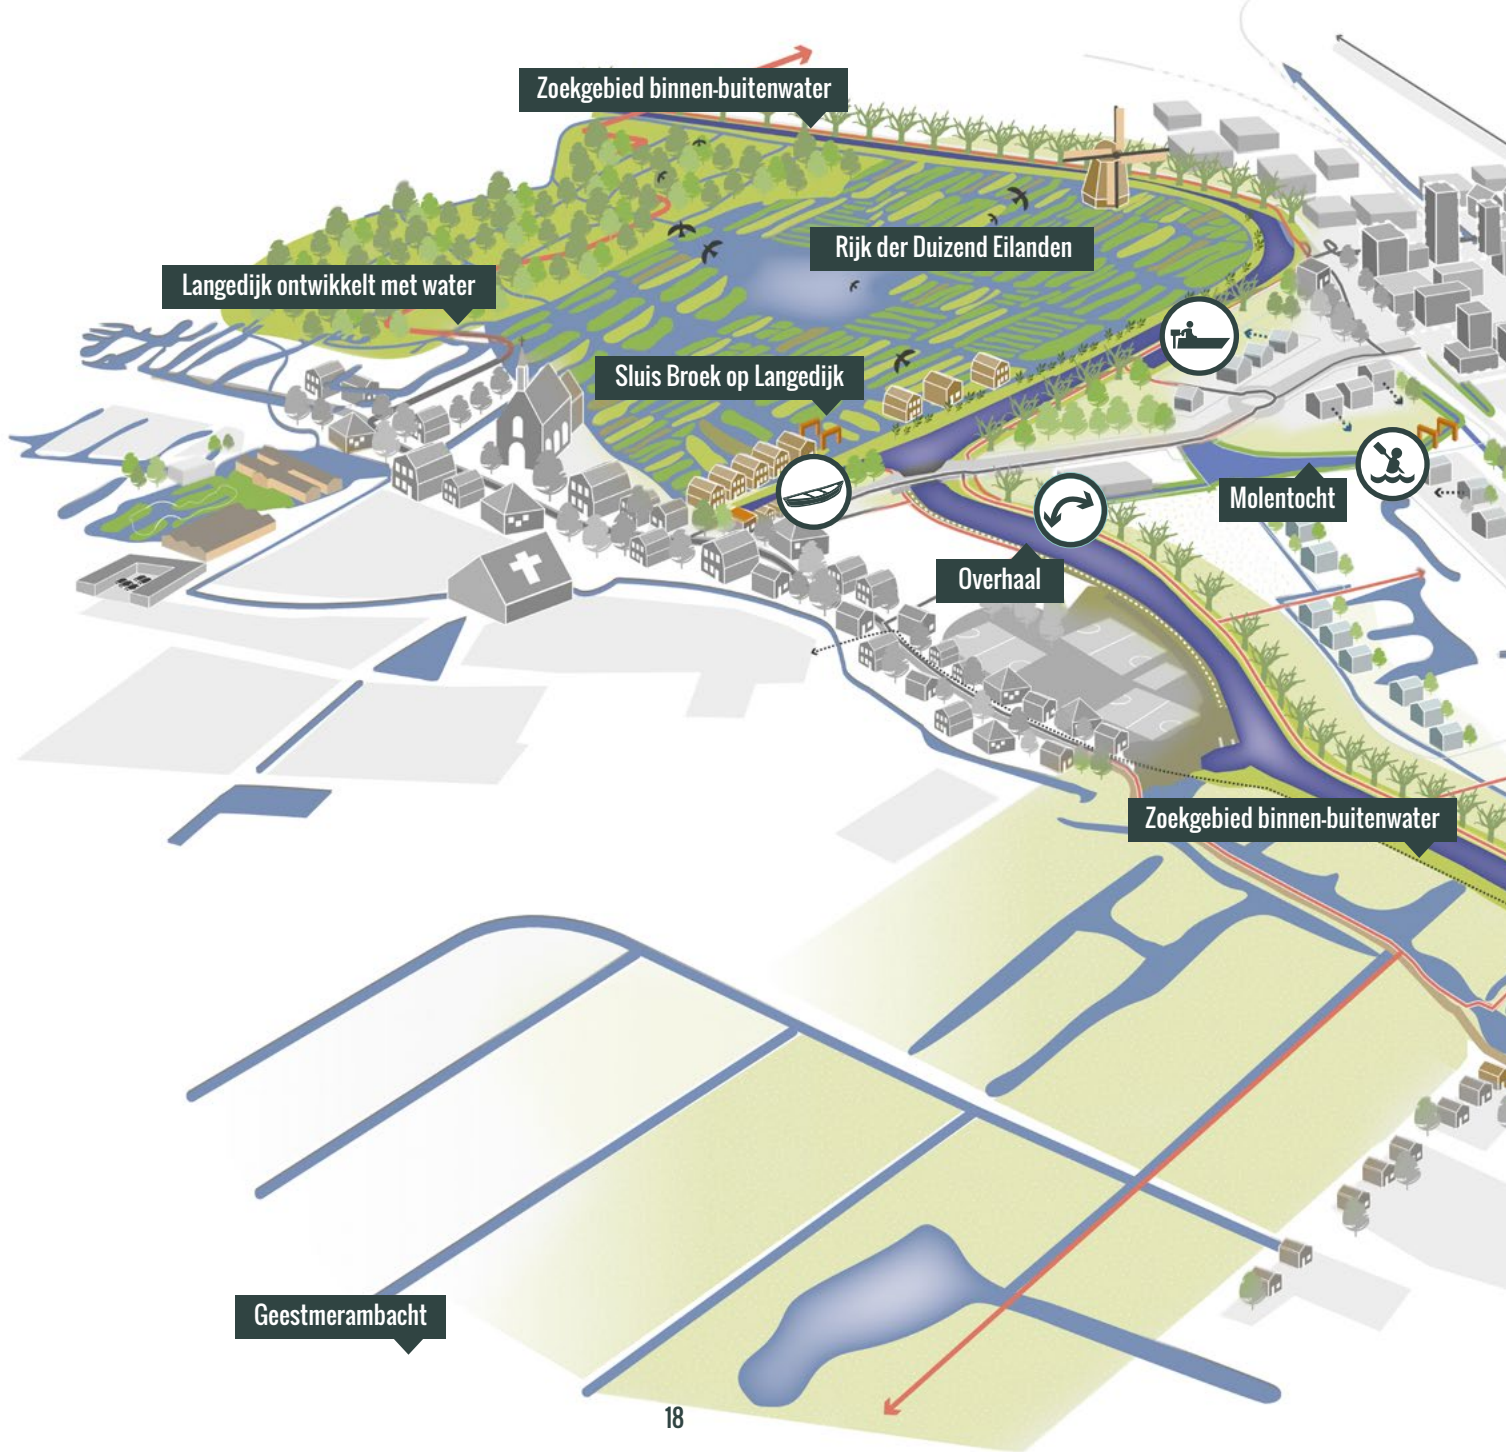 Zoekgebied binnen-buitenwater
Rijk der Duizend Eilanden
Langedijk ontwikkelt met water
Sluis Broek op Langedijk
Molentocht
Overhaal
Zoekgebied binnen-buitenwater
Geestmerambacht
18